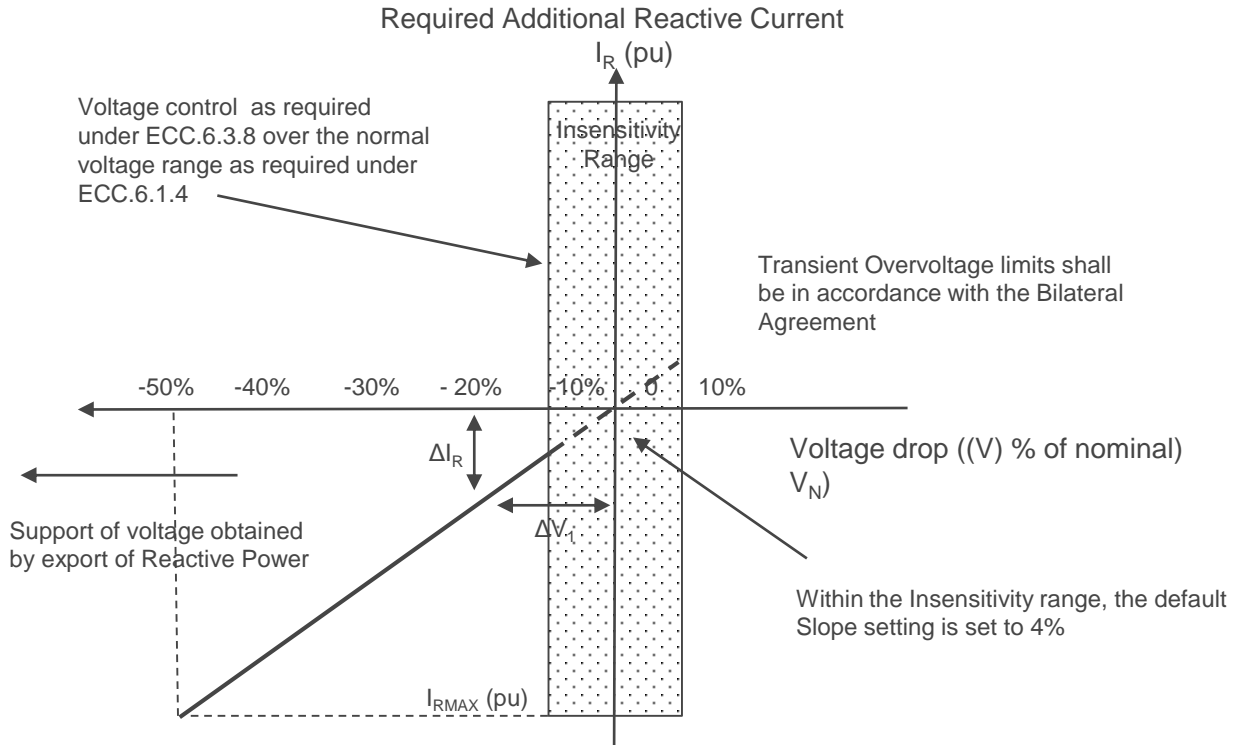 Required Additional Reactive Current
I_R (pu)
Voltage control as required
under ECC.6.3.8 over the normal
voltage range as required under
ECC.6.1.4
Insensitivity
Range
Transient Overvoltage limits shall
be in accordance with the Bilateral
Agreement
-50% -40% -30% - 20% -10% 0 10%
ΔI_R
Voltage drop ((V) % of nominal)
V_N)
ΔV_1
Support of voltage obtained
by export of Reactive Power
Within the Insensitivity range, the default
Slope setting is set to 4%
I_RMAX (pu)